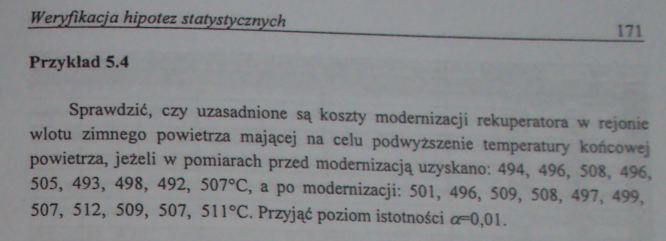 Weryfikacja hipotez statystycznych
171
Przykład 5.4
Sprawdzić, czy uzasadnione są koszty modernizacji rekuperatora w rejonie
wlotu zimnego powietrza mającej na celu podwyższenie temperatury końcowej
powietrza, jeżeli w pomiarach przed modernizacją uzyskano: 494, 496, 508, 496,
505, 493, 498, 492, 507°C, a po modernizacji: 501, 496, 509, 508, 497, 499,
507, 512, 509, 507, 511°C. Przyjąć poziom istotności α=0,01.